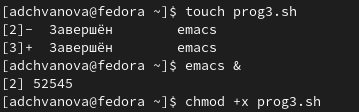 [adchvanova@fedora ~]$ touch prog3.sh
[2]-  Завершён        emacs
[3]+  Завершён        emacs
[adchvanova@fedora ~]$ emacs &
[2] 52545
[adchvanova@fedora ~]$ chmod +x prog3.sh